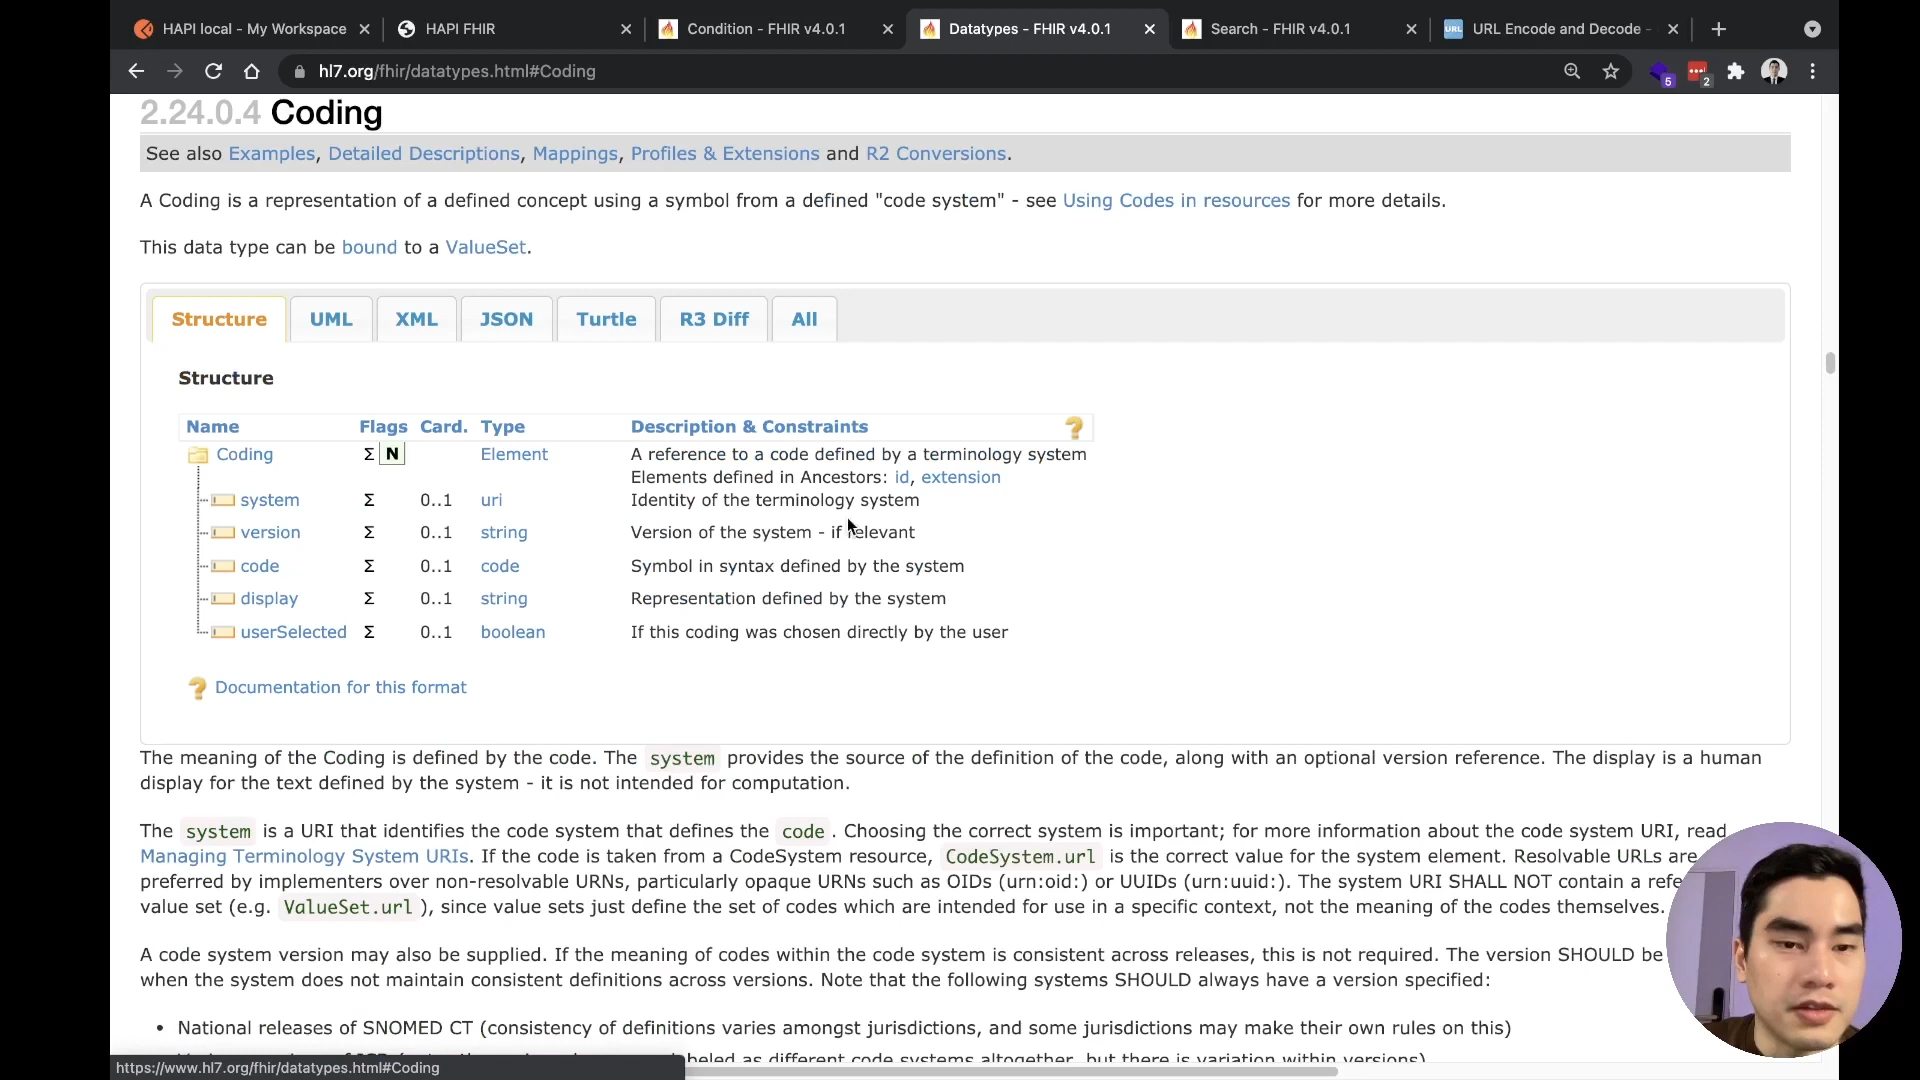 HAPI local - My Workspace
HAPI FHIR
Condition - FHIR v4.0.1
Datatypes - FHIR v4.0.1
Search - FHIR v4.0.1
URL
URL Encode and Decode -
hl7.org/fhir/datatypes.html#Coding
5
2
2.24.0.4 Coding
See also Examples, Detailed Descriptions, Mappings, Profiles & Extensions and R2 Conversions.
A Coding is a representation of a defined concept using a symbol from a defined "code system" - see Using Codes in resources for more details.
This data type can be bound to a ValueSet.
Structure UML XML JSON Turtle R3 Diff All
Structure
Name Flags Card. Type Description & Constraints
Coding Σ N Element A reference to a code defined by a terminology system
Elements defined in Ancestors: id, extension
system Σ 0..1 uri Identity of the terminology system
version Σ 0..1 string Version of the system - if relevant
code Σ 0..1 code Symbol in syntax defined by the system
display Σ 0..1 string Representation defined by the system
userSelected Σ 0..1 boolean If this coding was chosen directly by the user
Documentation for this format
The meaning of the Coding is defined by the code. The system provides the source of the definition of the code, along with an optional version reference. The display is a human
display for the text defined by the system - it is not intended for computation.
The system is a URI that identifies the code system that defines the code. Choosing the correct system is important; for more information about the code system URI, read
Managing Terminology System URIs. If the code is taken from a CodeSystem resource, CodeSystem.url is the correct value for the system element. Resolvable URLs are
preferred by implementers over non-resolvable URNs, particularly opaque URNs such as OIDs (urn:oid:) or UUIDs (urn:uuid:). The system URI SHALL NOT contain a
value set (e.g. ValueSet.url), since value sets just define the set of codes which are intended for use in a specific context, not the meaning of the codes themselves.
A code system version may also be supplied. If the meaning of codes within the code system is consistent across releases, this is not required. The version SHOULD be
when the system does not maintain consistent definitions across versions. Note that the following systems SHOULD always have a version specified:
• National releases of SNOMED CT (consistency of definitions varies amongst jurisdictions, and some jurisdictions may make their own rules on this)
as different code systems altogether, but there is variation within versions)
https://www.hl7.org/fhir/datatypes.html#Coding